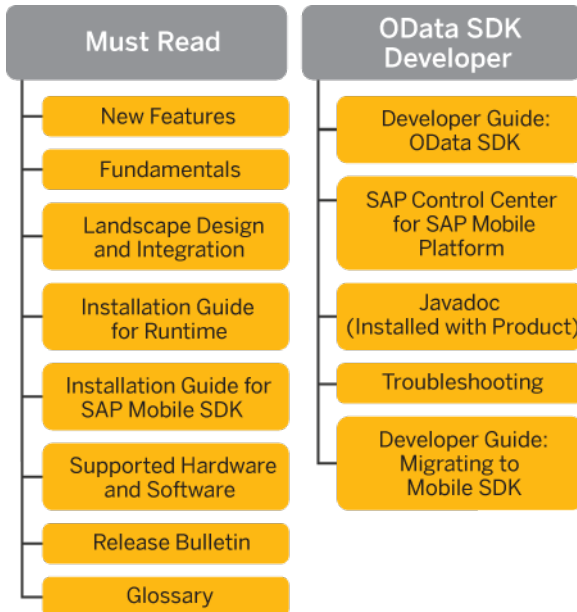 Must Read
New Features
Fundamentals
Landscape Design
and Integration
Installation Guide
for Runtime
Installation Guide for
SAP Mobile SDK
Supported Hardware
and Software
Release Bulletin
Glossary
OData SDK
Developer
Developer Guide:
OData SDK
SAP Control Center
for SAP Mobile
Platform
Javadoc
(Installed with Product)
Troubleshooting
Developer Guide:
Migrating to
Mobile SDK